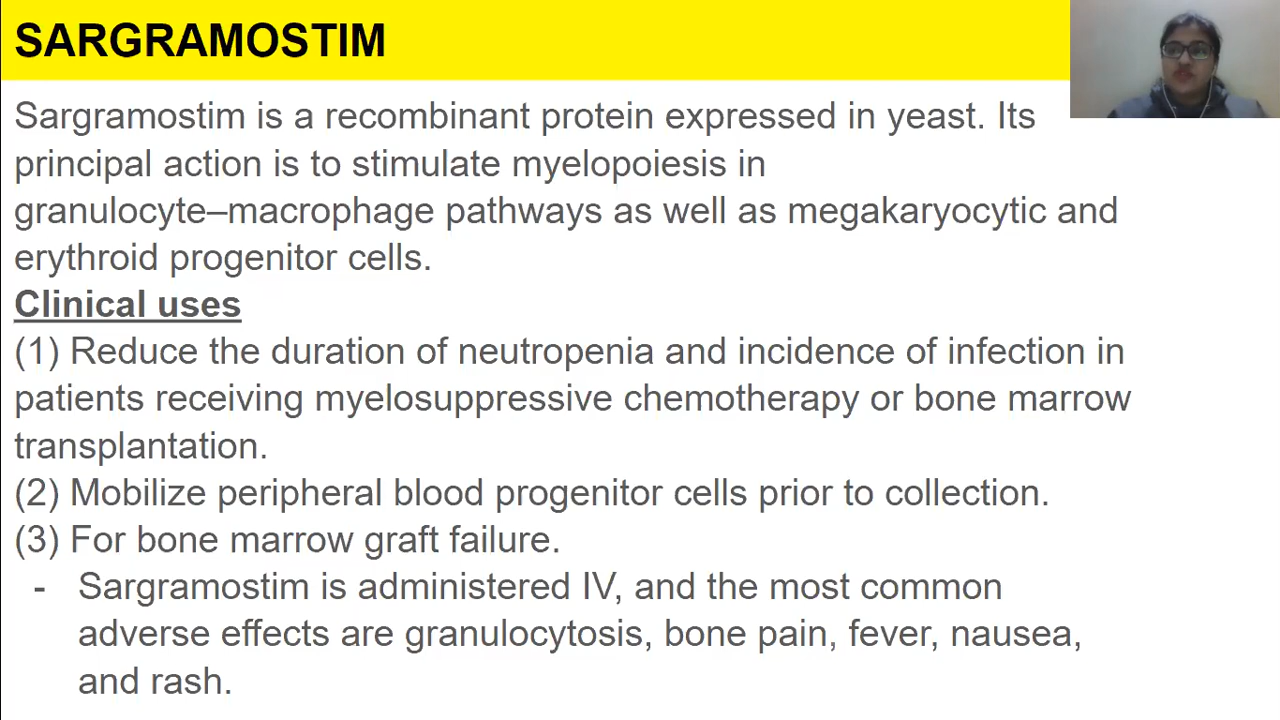 SARGRAMOSTIM
Sargramostim is a recombinant protein expressed in yeast. Its
principal action is to stimulate myelopoiesis in
granulocyte–macrophage pathways as well as megakaryocytic and
erythroid progenitor cells.
Clinical uses
(1) Reduce the duration of neutropenia and incidence of infection in
patients receiving myelosuppressive chemotherapy or bone marrow
transplantation.
(2) Mobilize peripheral blood progenitor cells prior to collection.
(3) For bone marrow graft failure.
- Sargramostim is administered IV, and the most common
adverse effects are granulocytosis, bone pain, fever, nausea,
and rash.